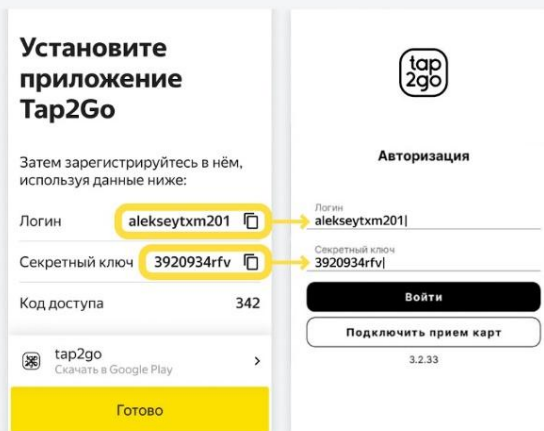 Установите
приложение
Tap2Go
Затем зарегистрируйтесь в нём,
используя данные ниже:
Логин alekseytxm201
Секретный ключ 3920934rfv
Код доступа 342
tap2go
Скачать в Google Play
Готово
tap
2go
Авторизация
Логин
alekseytxm201
Секретный ключ
3920934rfv
Войти
Подключить прием карт
3.2.33